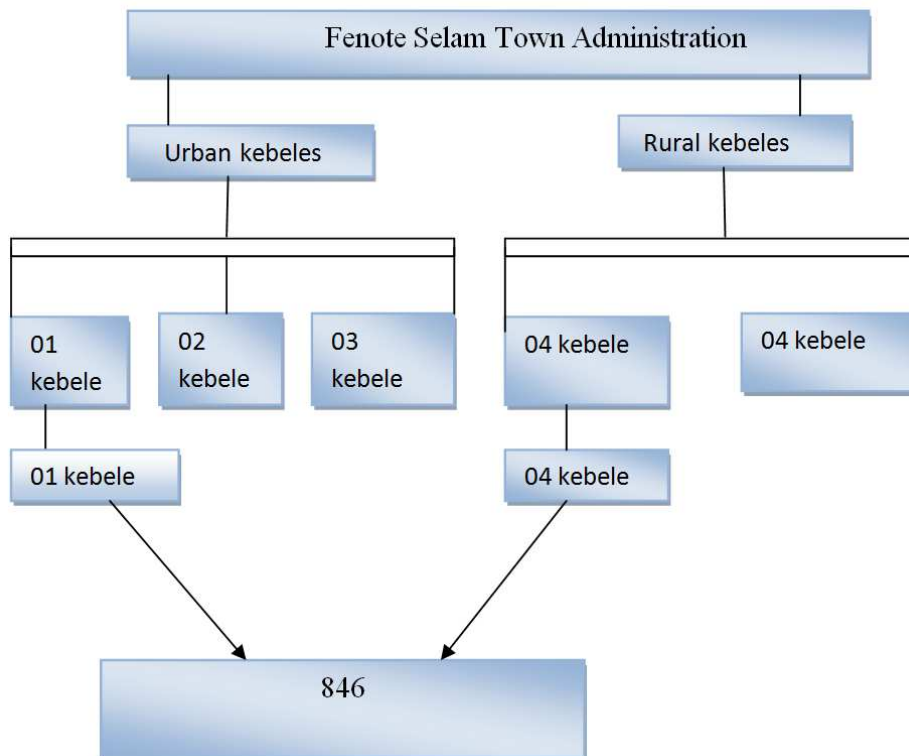 Fenote Selam Town Administration
Urban kebeles
Rural kebeles
01
kebele
02
kebele
03
kebele
04 kebele
04 kebele
01 kebele
04 kebele
846